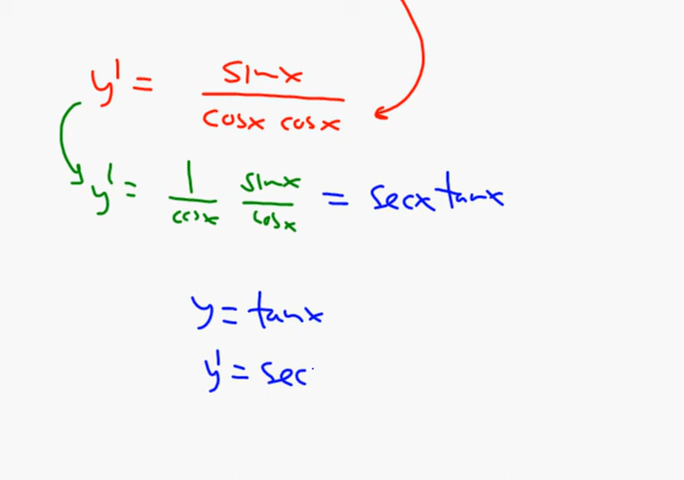 y' = sinx / cosx cosx
y' = 1/cosx sinx/cosx = secx tanx
y = tanx
y' = sec